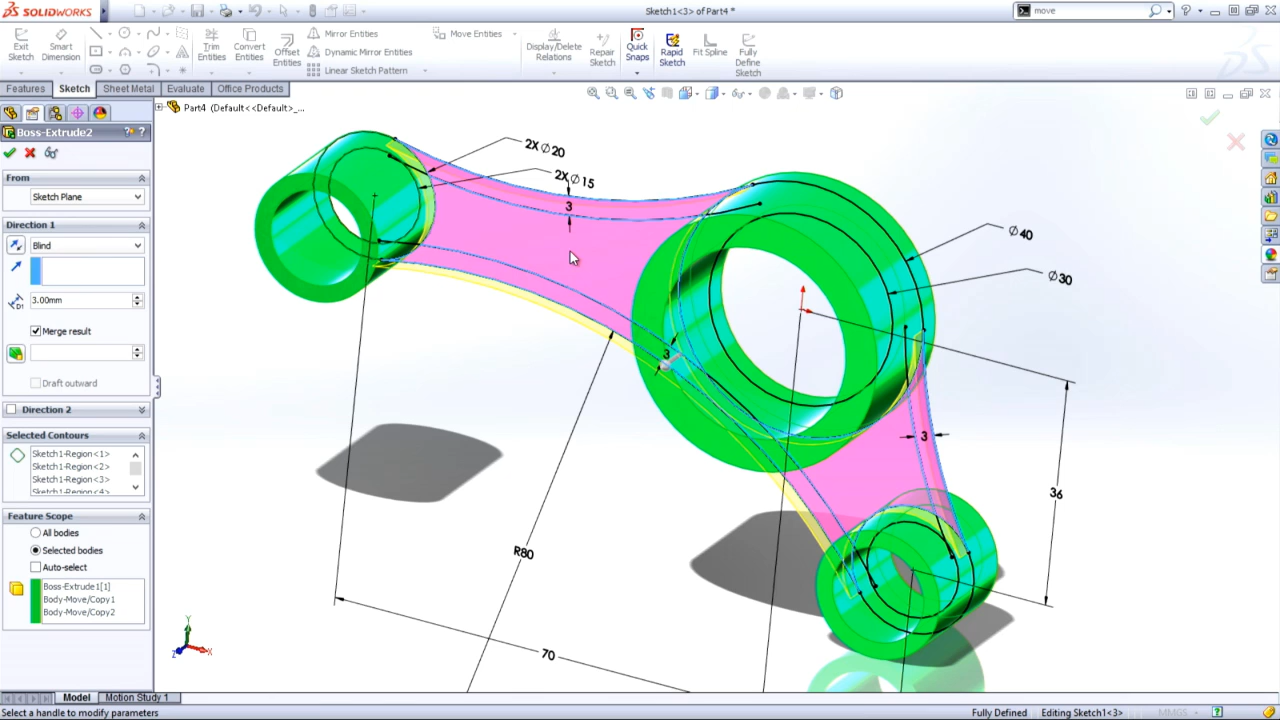 SOLIDWORKS
Sketch1<3> of Part4 *
move
Exit Sketch
Smart Dimension
Trim Entities
Convert Entities
Offset Entities
Mirror Entities
Dynamic Mirror Entities
Linear Sketch Pattern
Move Entities
Display/Delete Relations
Repair Sketch
Quick Snaps
Rapid Sketch
Fit Spline
Fully Define Sketch
Features
Sketch
Sheet Metal
Evaluate
Office Products
Part4 (Default<<Default>_...
Boss-Extrude2
From
Sketch Plane
Direction 1
Blind
D1
3.00mm
Merge result
Draft outward
Direction 2
Selected Contours
Sketch1-Region<1>
Sketch1-Region<2>
Sketch1-Region<3>
Sketch1-Region<4>
Feature Scope
All bodies
Selected bodies
Auto-select
Boss-Extrude1[1]
Body-Move/Copy1
Body-Move/Copy2
2X ∅20
2X ∅15
3
∅40
∅30
3
3
36
R80
70
Y
X
Z
Model
Motion Study 1
Select a handle to modify parameters
Fully Defined
Editing Sketch1<3>
MMGS